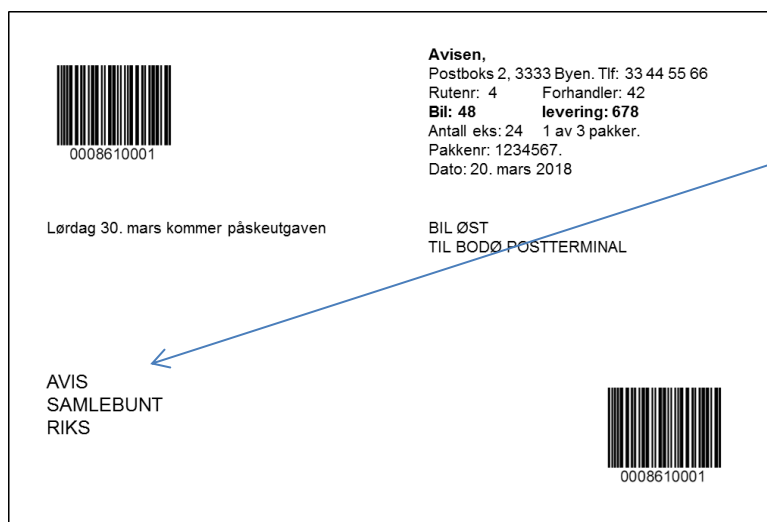 0008610001
Avisen,
Postboks 2, 3333 Byen. Tlf: 33 44 55 66
Rutenr: 4 Forhandler: 42
Bil: 48 levering: 678
Antall eks: 24 1 av 3 pakker.
Pakkenr: 1234567.
Dato: 20. mars 2018
Lørdag 30. mars kommer påskeutgaven
BIL ØST
TIL BODØ POSTTERMINAL
AVIS
SAMLEBUNT
RIKS
0008610001